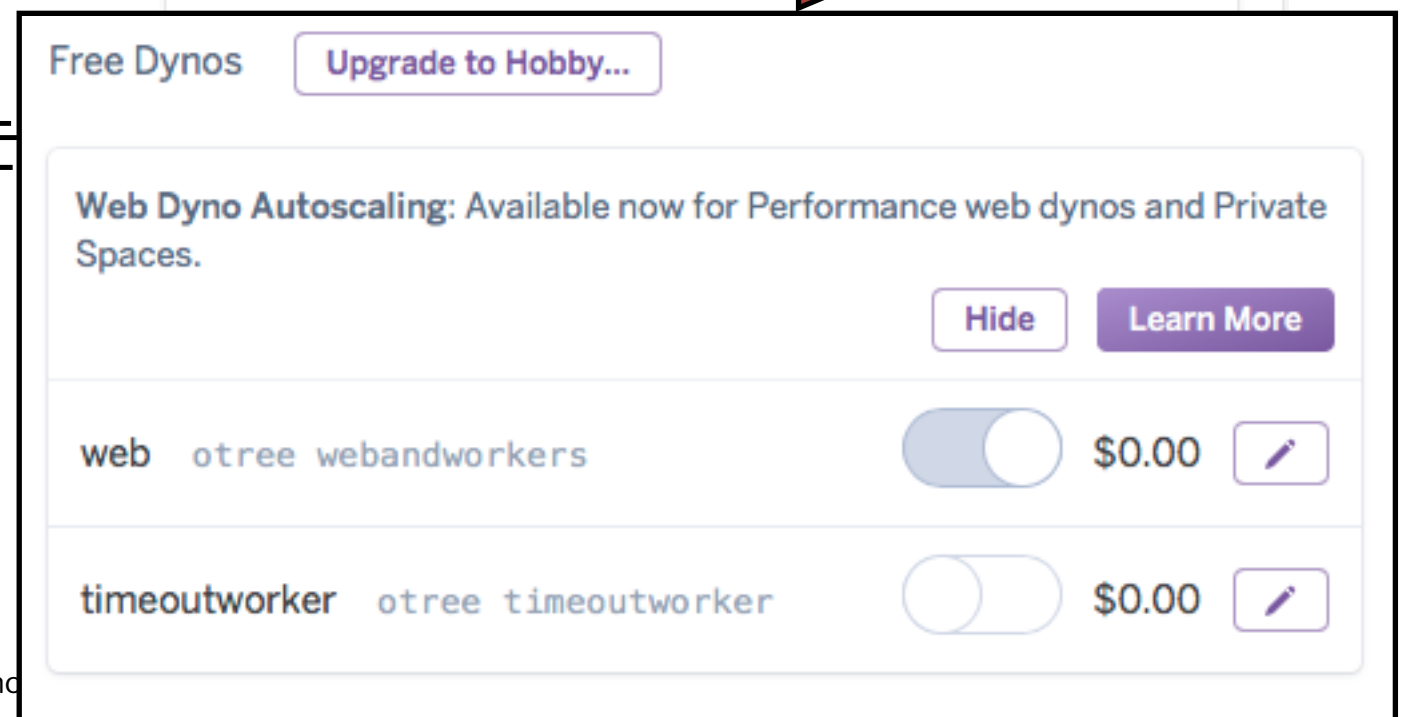 Free Dynos Upgrade to Hobby...
Web Dyno Autoscaling: Available now for Performance web dynos and Private
Spaces.
Hide Learn More
web otree webandworkers $0.00
timeoutworker otree timeoutworker $0.00